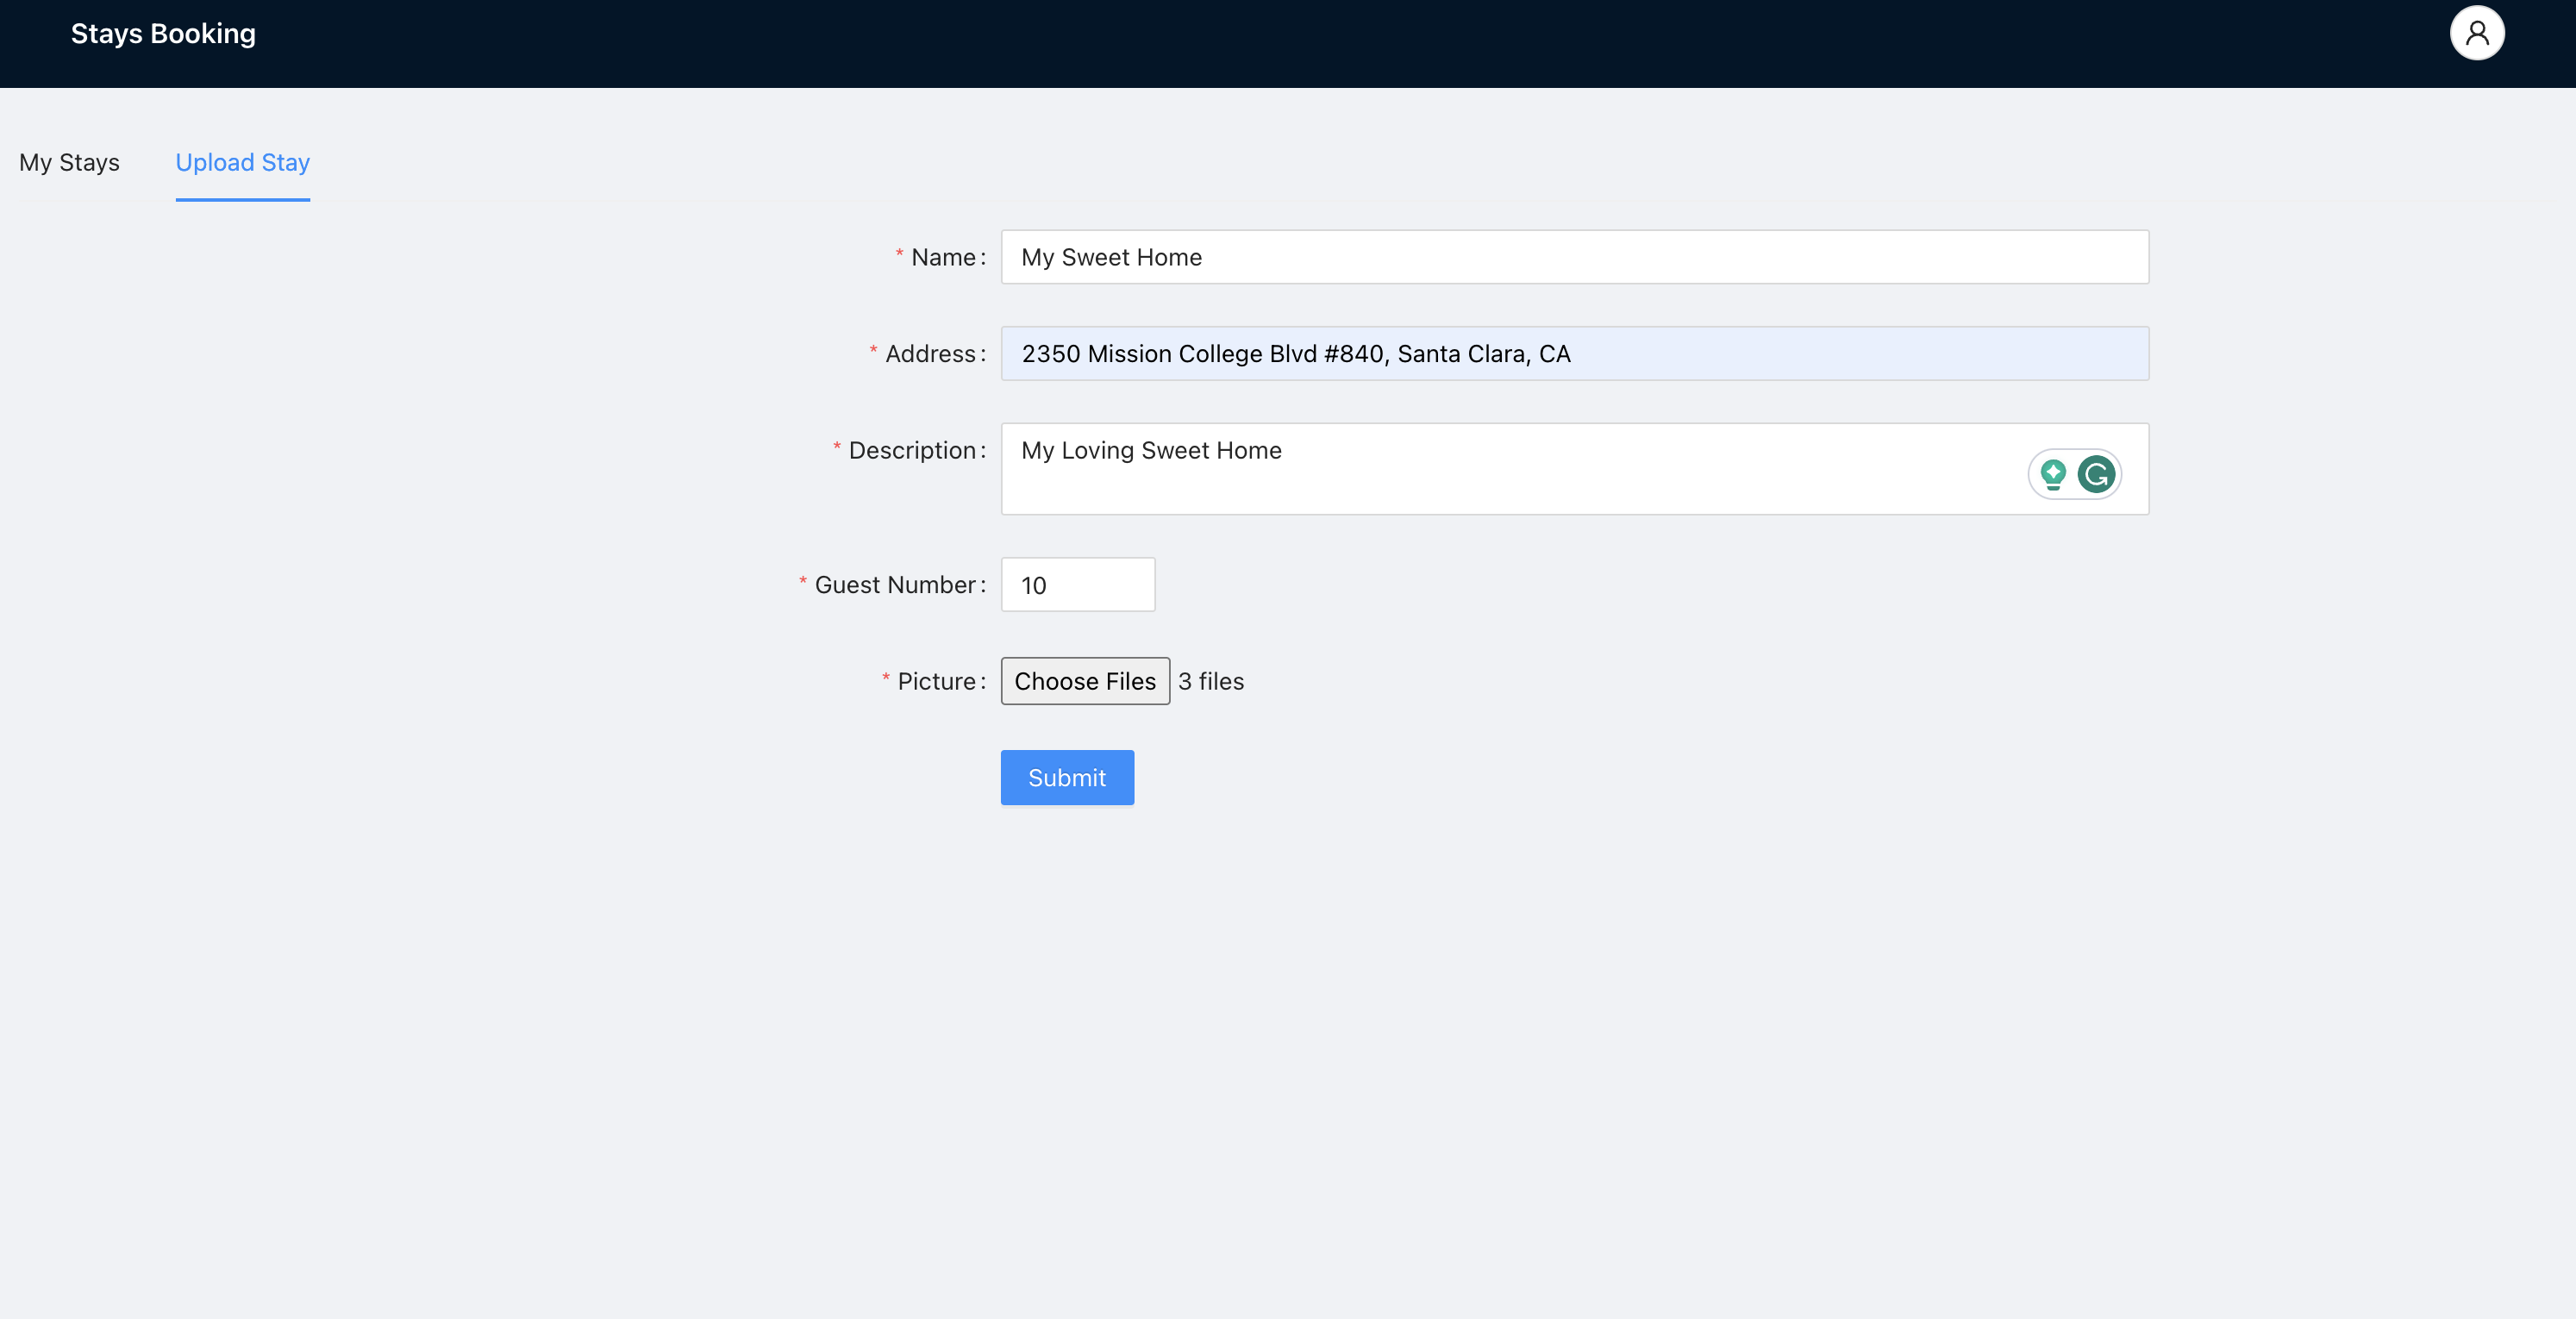 Stays Booking
My Stays Upload Stay
* Name: My Sweet Home
* Address: 2350 Mission College Blvd #840, Santa Clara, CA
* Description: My Loving Sweet Home
* Guest Number: 10
* Picture: Choose Files 3 files
Submit